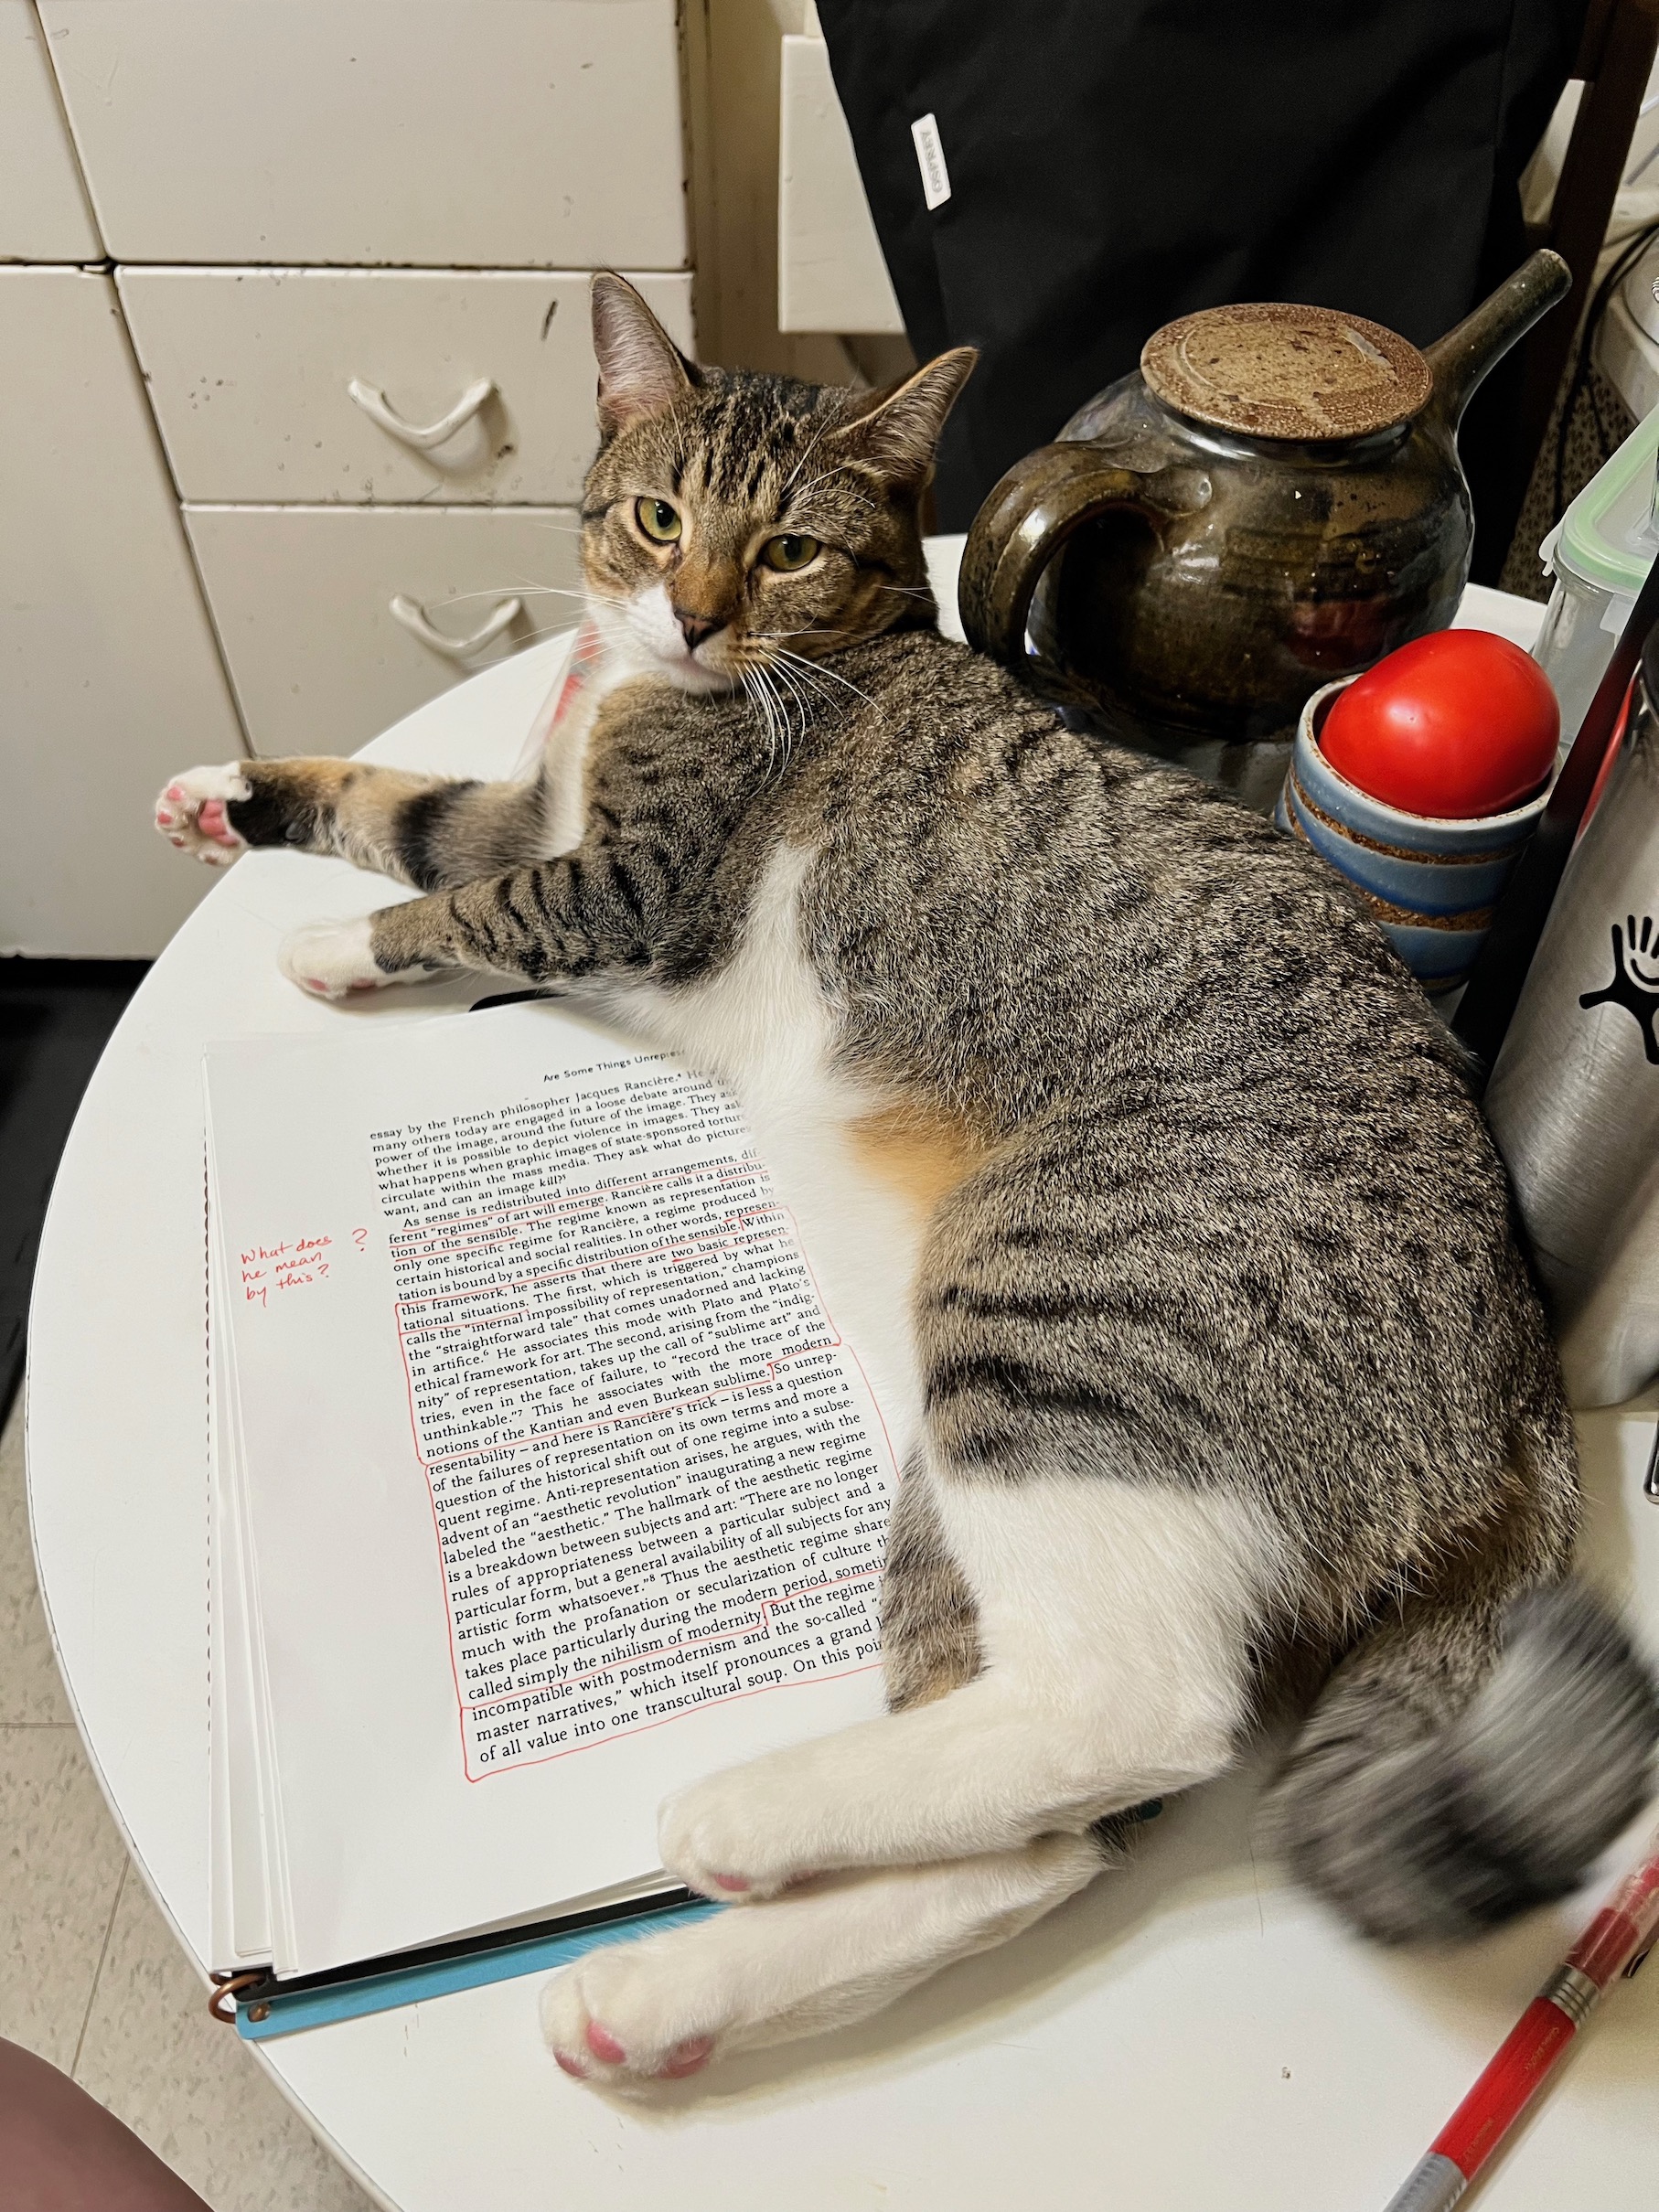 OSPREY
Are Some Things
essay by the French philosopher Jacques Rancière.⁴ He
many others today are engaged in a loose debate around
power of the image, around the future of the image. They
whether it is possible to depict violence in images. They ask
what happens when graphic images of state-sponsored
circulate within the mass media. They ask what do
want, and can an image kill?⁵
As sense is redistributed into different arrangements, dif-
ferent “regimes” of art will emerge. Rancière calls it a distribu-
tion of the sensible. The regime known as representation is
only one specific regime for Rancière, a regime produced by
certain historical and social realities. In other words, represen-
tation is bound by a specific distribution of the sensible. Within
this framework, he asserts that there are two basic represen-
tational situations. The first, which is triggered by what he
calls the “internal impossibility of representation,” champions
the “straightforward tale” that comes unadorned and lacking
in artifice.⁶ He associates this mode with Plato and Plato’s
ethical framework for art. The second, arising from the “indig-
nity” of representation, takes up the call of “sublime art” and
tries, even in the face of failure, to “record the trace of the
unthinkable.”⁷ This he associates with the more modern
notions of the Kantian and even Burkean sublime. So unrep-
resentability – and here is Rancière’s trick – is less a question
of the failures of representation on its own terms and more a
question of the historical shift out of one regime into a subse-
quent regime. Anti-representation arises, he argues, with the
advent of an “aesthetic revolution” inaugurating a new regime
labeled the “aesthetic.” The hallmark of the aesthetic regime
is a breakdown between subjects and art: “There are no longer
rules of appropriateness between a particular subject and a
particular form, but a general availability of all subjects for any
artistic form whatsoever.”⁸ Thus the aesthetic regime
much with the profanation or secularization of culture
takes place particularly during the modern period,
called simply the nihilism of modernity. But the regime
incompatible with postmodernism and the so-called
master narratives,” which itself pronounces a grand
of all value into one transcultural soup. On this
What does ?
he mean
by this?